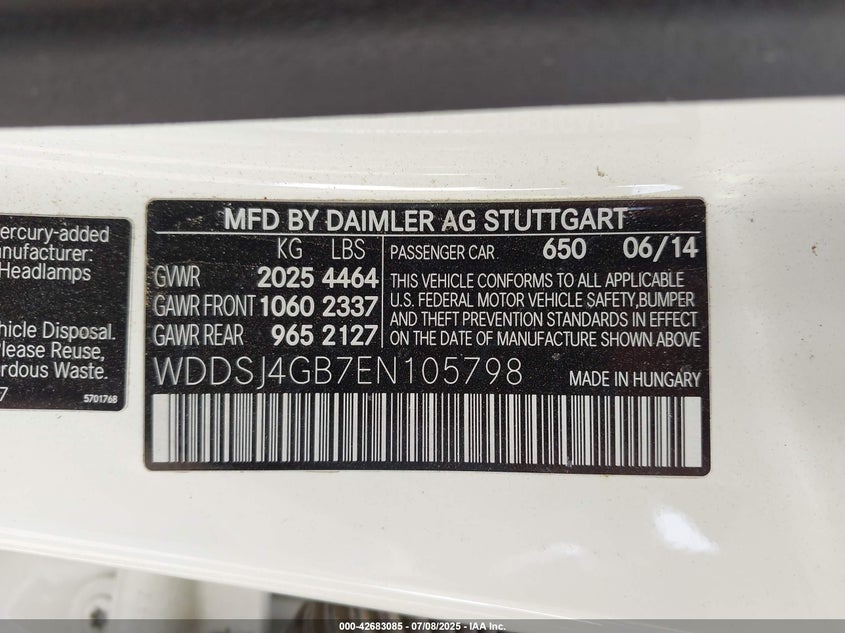 ercury-added
anufacturer:
Headlamps
hicle Disposal.
Please Reuse,
rdous Waste.
7
5701768
MFD BY DAIMLER AG STUTTGART
KG LBS
GVWR 2025 4464
GAWR FRONT 1060 2337
GAWR REAR 965 2127
PASSENGER CAR 650 06/14
THIS VEHICLE CONFORMS TO ALL APPLICABLE
U.S. FEDERAL MOTOR VEHICLE SAFETY,BUMPER
AND THEFT PREVENTION STANDARDS IN EFFECT
ON THE DATE OF MANUFACTURE SHOWN ABOVE
WDDSJ4GB7EN105798 MADE IN HUNGARY
000-42683085 - 07/08/2025 - IAA Inc.